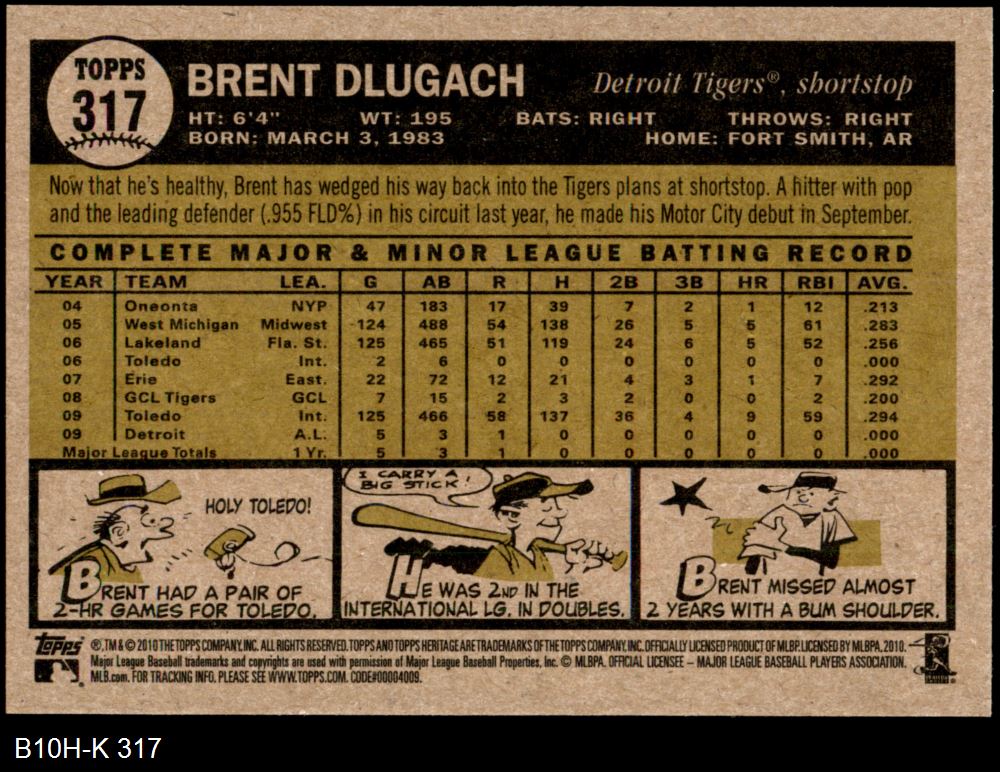 TOPPS
317
BRENT DLUGACH
Detroit Tigers®, shortstop
HT: 6'4" WT: 195 BATS: RIGHT THROWS: RIGHT
BORN: MARCH 3, 1983 HOME: FORT SMITH, AR
Now that he's healthy, Brent has wedged his way back into the Tigers plans at shortstop. A hitter with pop
and the leading defender (.955 FLD%) in his circuit last year, he made his Motor City debut in September.
COMPLETE MAJOR & MINOR LEAGUE BATTING RECORD
YEAR TEAM LEA. G AB R H 2B 3B HR RBI AVG.
04 Oneonta NYP 47 183 17 39 7 2 1 12 .213
05 West Michigan Midwest 124 488 54 138 26 5 5 61 .283
06 Lakeland Fla. St. 125 465 51 119 24 6 5 52 .256
06 Toledo Int. 2 6 0 0 0 0 0 0 .000
07 Erie East. 22 72 12 21 4 3 1 7 .292
08 GCL Tigers GCL 7 15 2 3 2 0 0 2 .200
09 Toledo Int. 125 466 58 137 36 4 9 59 .294
09 Detroit A.L. 5 3 1 0 0 0 0 0 .000
Major League Totals 1 Yr. 5 3 1 0 0 0 0 0 .000
HOLY TOLEDO!
BRENT HAD A PAIR OF
2-HR GAMES FOR TOLEDO.
I CARRY A
BIG STICK!
HE WAS 2ND IN THE
INTERNATIONAL LG. IN DOUBLES.
BRENT MISSED ALMOST
2 YEARS WITH A BUM SHOULDER.
Topps ®, TM & © 2010 THE TOPPS COMPANY, INC. ALL RIGHTS RESERVED. TOPPS AND TOPPS HERITAGE ARE TRADEMARKS OF THE TOPPS COMPANY, INC. OFFICIALLY LICENSED PRODUCT OF MLBP. LICENSED BY MLBPA, 2010.
Major League Baseball trademarks and copyrights are used with permission of Major League Baseball Properties, Inc. © MLBPA. OFFICIAL LICENSEE – MAJOR LEAGUE BASEBALL PLAYERS ASSOCIATION.
MLB.com. FOR TRACKING INFO, PLEASE SEE WWW.TOPPS.COM. CODE#00004009.
B10H-K 317